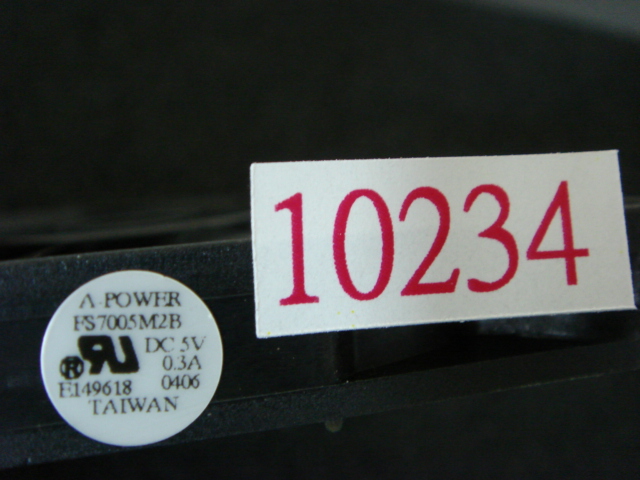 10234
A-POWER
FS7005M2B
DC 5V
0.3A
E149618 0406
TAIWAN